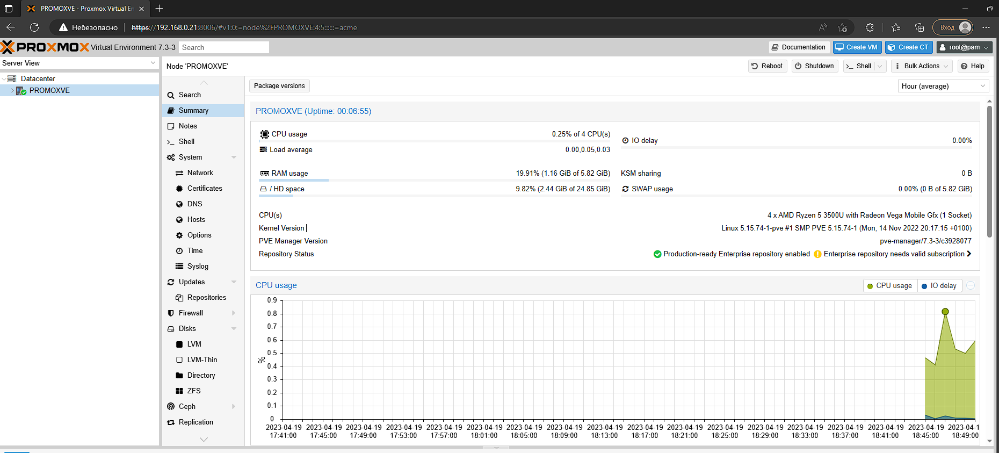 PROMOXVE - Proxmox Virtual En
Небезопасно https://192.168.0.21:8006/#v1:0:=node%2FPROMOXVE:4:5::::::=acme Вход
PROXMOX Virtual Environment 7.3-3 Search Documentation Create VM Create CT root@pam
Server View
Node 'PROMOXVE' Reboot Shutdown Shell Bulk Actions Help
Datacenter
PROMOXVE
Search
Summary
Notes
Shell
System
Network
Certificates
DNS
Hosts
Options
Time
Syslog
Updates
Repositories
Firewall
Disks
LVM
LVM-Thin
Directory
ZFS
Ceph
Replication
Package versions Hour (average)
PROMOXVE (Uptime: 00:06:55)
CPU usage 0.25% of 4 CPU(s)
IO delay 0.00%
Load average 0.00,0.05,0.03
RAM usage 19.91% (1.16 GiB of 5.82 GiB) KSM sharing 0 B
/ HD space 9.82% (2.44 GiB of 24.85 GiB) SWAP usage 0.00% (0 B of 5.82 GiB)
CPU(s) 4 x AMD Ryzen 5 3500U with Radeon Vega Mobile Gfx (1 Socket)
Kernel Version Linux 5.15.74-1-pve #1 SMP PVE 5.15.74-1 (Mon, 14 Nov 2022 20:17:15 +0100)
PVE Manager Version pve-manager/7.3-3/c3928077
Repository Status Production-ready Enterprise repository enabled Enterprise repository needs valid subscription
CPU usage CPU usage IO delay
0.9
0.8
0.7
0.6
0.5
%
0.4
0.3
0.2
0.1
0
2023-04-19 2023-04-19 2023-04-19 2023-04-19 2023-04-19 2023-04-19 2023-04-19 2023-04-19 2023-04-19 2023-04-19 2023-04-19 2023-04-19 2023-04-19 2023-04-19 2023-04-19 2023-04-19 2023-04-19 2023-04-1
17:41:00 17:45:00 17:49:00 17:53:00 17:57:00 18:01:00 18:05:00 18:09:00 18:13:00 18:17:00 18:21:00 18:25:00 18:29:00 18:33:00 18:37:00 18:41:00 18:45:00 18:49:00